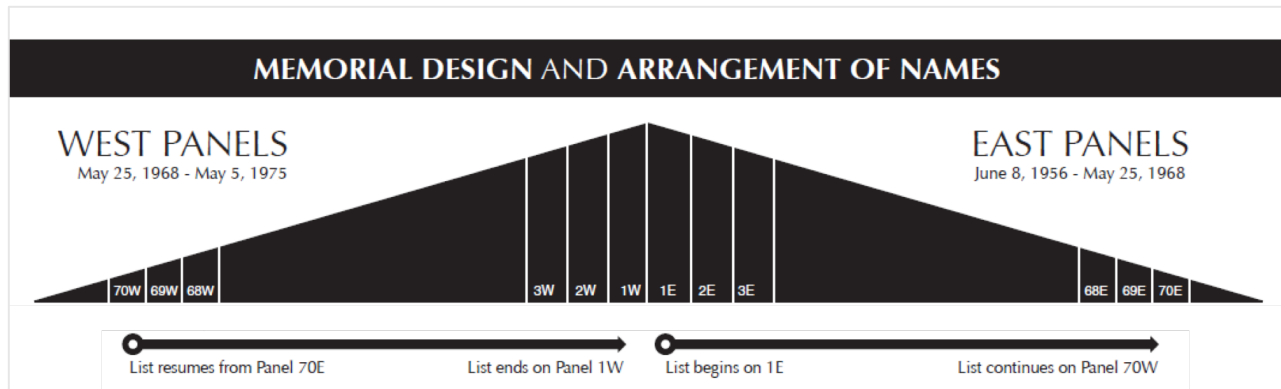 MEMORIAL DESIGN AND ARRANGEMENT OF NAMES
WEST PANELS
May 25, 1968 - May 5, 1975
EAST PANELS
June 8, 1956 - May 25, 1968
70W 69W 68W 3W 2W 1W 1E 2E 3E 68E 69E 70E
List resumes from Panel 70E List ends on Panel 1W List begins on 1E List continues on Panel 70W